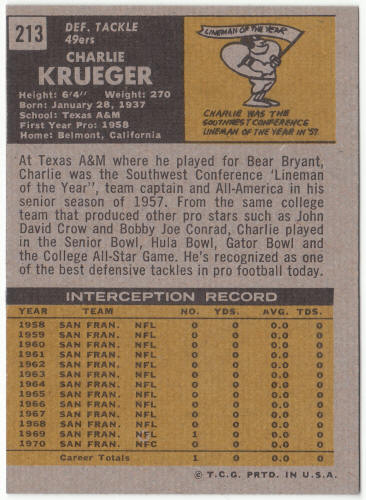 213
DEF. TACKLE
49ers
CHARLIE
KRUEGER
Height: 6'4" Weight: 270
Born: January 28, 1937
School: Texas A&M
First Year Pro: 1958
Home: Belmont, California
LINEMAN OF THE YEAR
CHARLIE WAS THE
SOUTHWEST CONFERENCE
LINEMAN OF THE YEAR IN '57.
At Texas A&M where he played for Bear Bryant,
Charlie was the Southwest Conference 'Lineman
of the Year", team captain and All-America in his
senior season of 1957. From the same college
team that produced other pro stars such as John
David Crow and Bobby Joe Conrad, Charlie played
in the Senior Bowl, Hula Bowl, Gator Bowl and
the College All-Star Game. He's recognized as one
of the best defensive tackles in pro football today.
INTERCEPTION RECORD
YEAR TEAM NO. YDS. AVG. TDS.
1958 SAN FRAN. NFL 0 0 0.0 0
1959 SAN FRAN. NFL 0 0 0.0 0
1960 SAN FRAN. NFL 0 0 0.0 0
1961 SAN FRAN. NFL 0 0 0.0 0
1962 SAN FRAN. NFL 0 0 0.0 0
1963 SAN FRAN. NFL 0 0 0.0 0
1964 SAN FRAN. NFL 0 0 0.0 0
1965 SAN FRAN. NFL 0 0 0.0 0
1966 SAN FRAN. NFL 0 0 0.0 0
1967 SAN FRAN. NFL 0 0 0.0 0
1968 SAN FRAN. NFL 0 0 0.0 0
1969 SAN FRAN. NFL 1 0 0.0 0
1970 SAN FRAN. NFC 0 0 0.0 0
Career Totals 1 0 0.0 0
© T.C.G. PRTD. IN U.S.A.